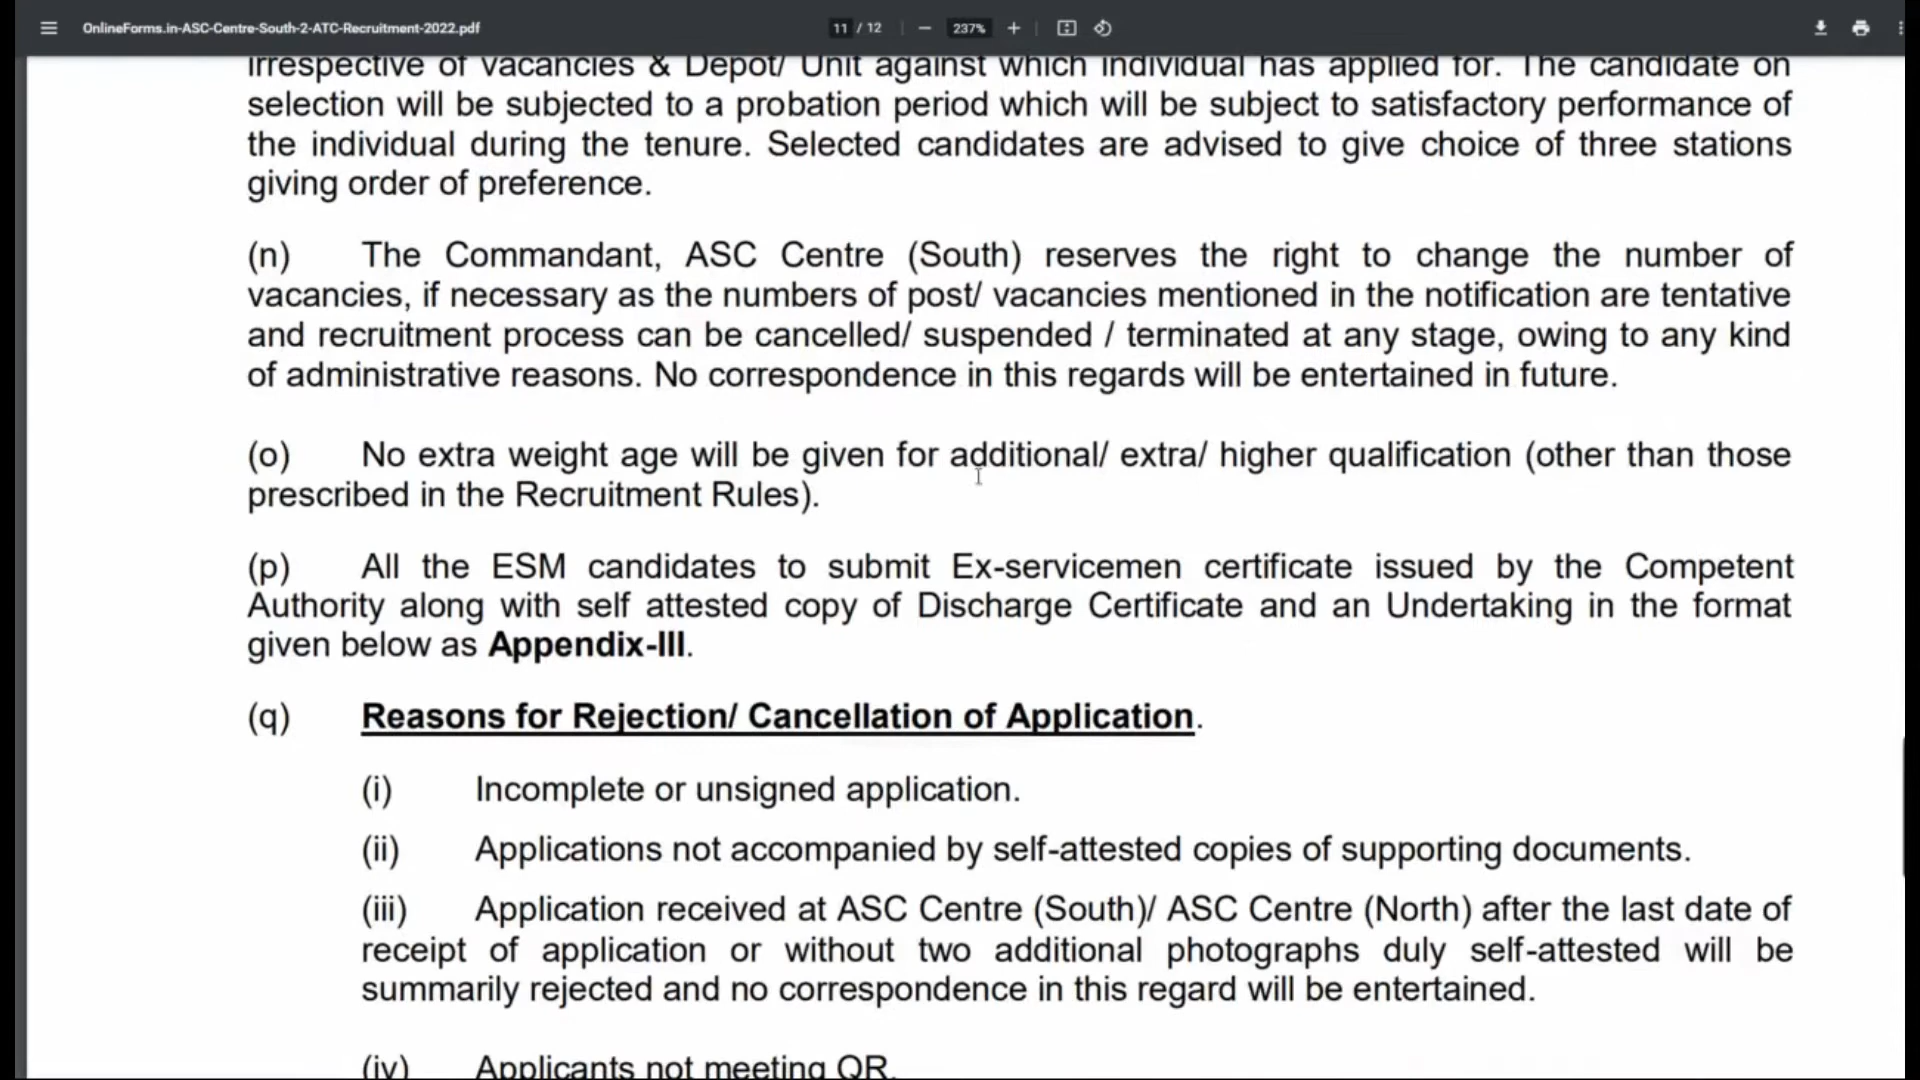 OnlineForms.in-ASC-Centre-South-2-ATC-Recruitment-2022.pdf 11 / 12 237%
irrespective of vacancies & Depot/ Unit against which individual has applied for. The candidate on
selection will be subjected to a probation period which will be subject to satisfactory performance of
the individual during the tenure. Selected candidates are advised to give choice of three stations
giving order of preference.
(n) The Commandant, ASC Centre (South) reserves the right to change the number of
vacancies, if necessary as the numbers of post/ vacancies mentioned in the notification are tentative
and recruitment process can be cancelled/ suspended / terminated at any stage, owing to any kind
of administrative reasons. No correspondence in this regards will be entertained in future.
(o) No extra weight age will be given for additional/ extra/ higher qualification (other than those
prescribed in the Recruitment Rules).
(p) All the ESM candidates to submit Ex-servicemen certificate issued by the Competent
Authority along with self attested copy of Discharge Certificate and an Undertaking in the format
given below as Appendix-III.
(q) Reasons for Rejection/ Cancellation of Application.
(i) Incomplete or unsigned application.
(ii) Applications not accompanied by self-attested copies of supporting documents.
(iii) Application received at ASC Centre (South)/ ASC Centre (North) after the last date of
receipt of application or without two additional photographs duly self-attested will be
summarily rejected and no correspondence in this regard will be entertained.
(iv) Applicants not meeting QR.